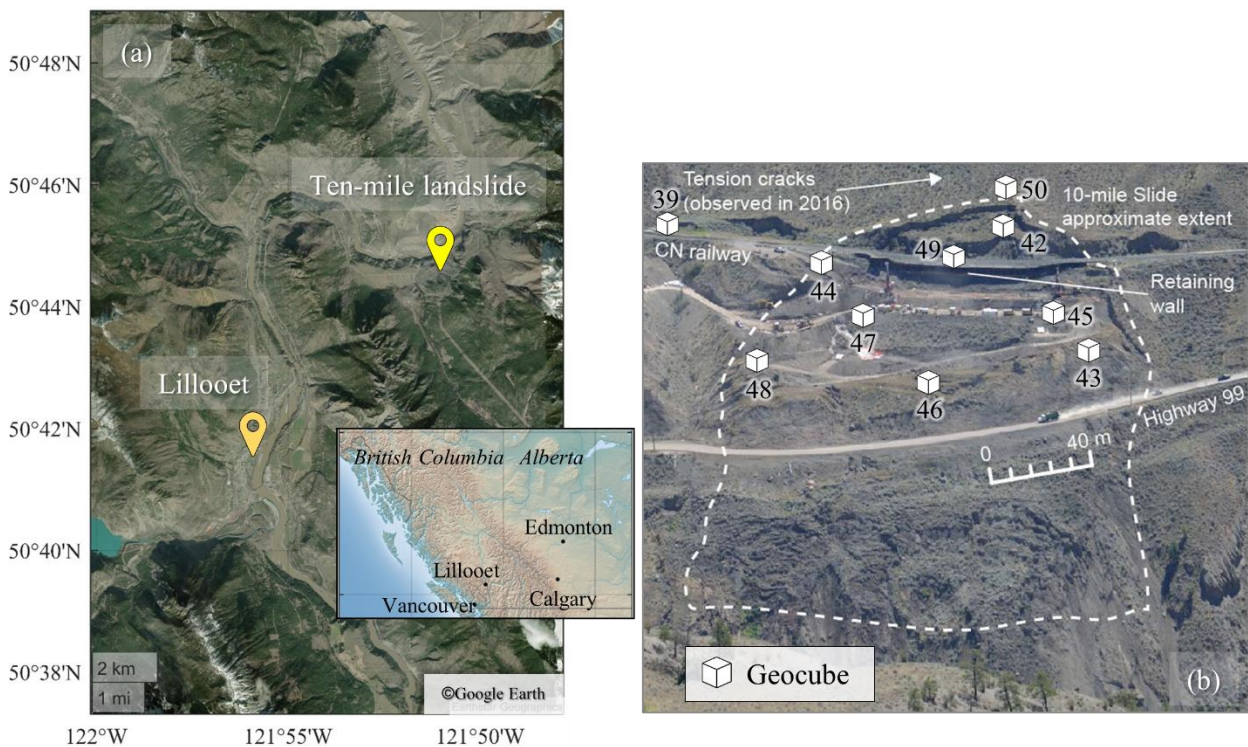 (a)
50°48'N
50°46'N
50°44'N
50°42'N
50°40'N
50°38'N
Ten-mile landslide
Lillooet
British Columbia Alberta
Edmonton
Lillooet
Calgary
Vancouver
2 km
1 mi
©Google Earth
Earthstar Geographics
122°W
121°55'W
121°50'W
Tension cracks
(observed in 2016)
50
10-mile Slide
approximate extent
39
CN railway
42
49
44
Retaining
wall
45
47
43
48
46
Highway 99
0
40 m
Geocube
(b)